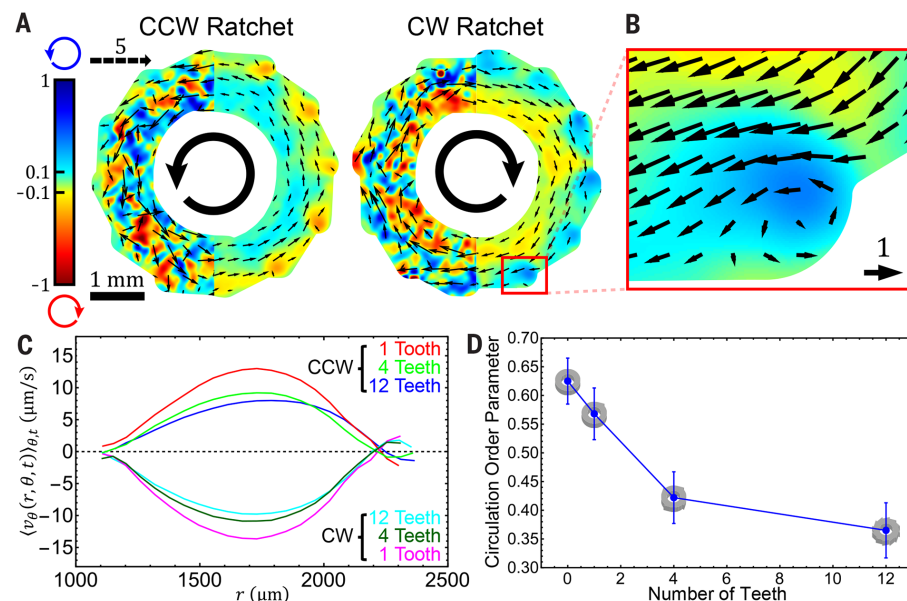 A
CCW Ratchet
CW Ratchet
5
1
0.1
-0.1
-1
1 mm
B
1
C
⟨vθ(r, θ, t)⟩θ,t (μm/s)
15
10
5
0
-5
-10
-15
CCW
1 Tooth
4 Teeth
12 Teeth
CW
12 Teeth
4 Teeth
1 Tooth
1000 1500 2000 2500
r (μm)
D
Circulation Order Parameter
0.70
0.65
0.60
0.55
0.50
0.45
0.40
0.35
0.30
0 2 4 6 8 10 12
Number of Teeth